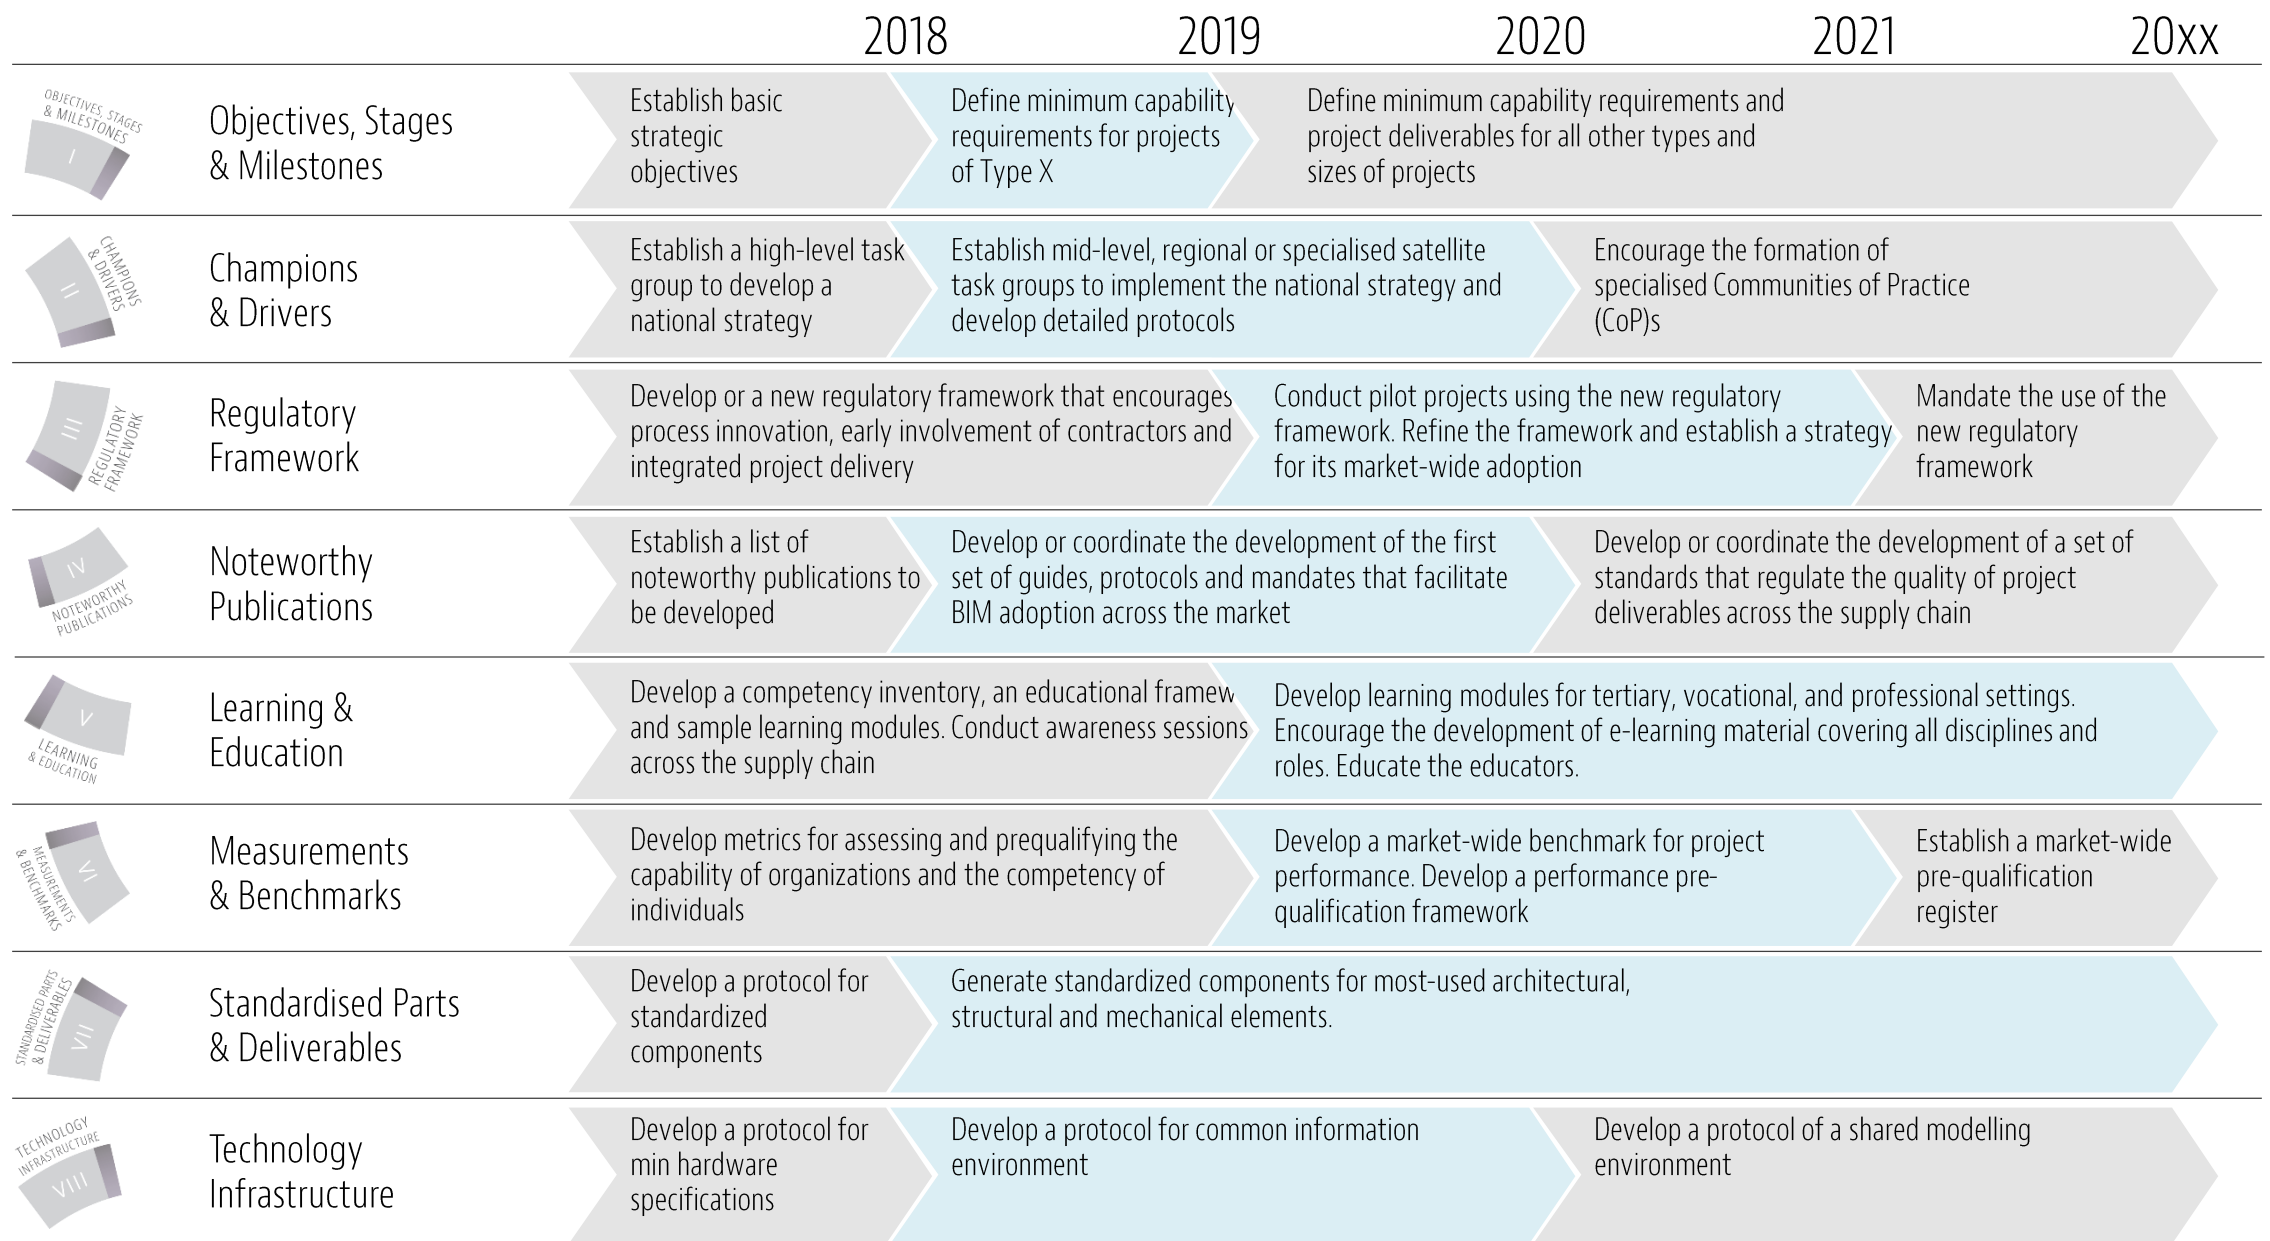 2018 2019 2020 2021 20xx
OBJECTIVES, STAGES
& MILESTONES
I
Objectives, Stages
& Milestones
Establish basic
strategic
objectives
Define minimum capability
requirements for projects
of Type X
Define minimum capability requirements and
project deliverables for all other types and
sizes of projects
CHAMPIONS
& DRIVERS
II
Champions
& Drivers
Establish a high-level task
group to develop a
national strategy
Establish mid-level, regional or specialised satellite
task groups to implement the national strategy and
develop detailed protocols
Encourage the formation of
specialised Communities of Practice
(CoP)s
III
REGULATORY
FRAMEWORK
Regulatory
Framework
Develop or a new regulatory framework that encourages
process innovation, early involvement of contractors and
integrated project delivery
Conduct pilot projects using the new regulatory
framework. Refine the framework and establish a strategy
for its market-wide adoption
Mandate the use of the
new regulatory
framework
IV
NOTEWORTHY
PUBLICATIONS
Noteworthy
Publications
Establish a list of
noteworthy publications to
be developed
Develop or coordinate the development of the first
set of guides, protocols and mandates that facilitate
BIM adoption across the market
Develop or coordinate the development of a set of
standards that regulate the quality of project
deliverables across the supply chain
V
LEARNING
& EDUCATION
Learning &
Education
Develop a competency inventory, an educational framew
and sample learning modules. Conduct awareness sessions
across the supply chain
Develop learning modules for tertiary, vocational, and professional settings.
Encourage the development of e-learning material covering all disciplines and
roles. Educate the educators.
MEASUREMENTS
& BENCHMARKS
VI
Measurements
& Benchmarks
Develop metrics for assessing and prequalifying the
capability of organizations and the competency of
individuals
Develop a market-wide benchmark for project
performance. Develop a performance pre-
qualification framework
Establish a market-wide
pre-qualification
register
STANDARDISED PARTS
& DELIVERABLES
VII
Standardised Parts
& Deliverables
Develop a protocol for
standardized
components
Generate standardized components for most-used architectural,
structural and mechanical elements.
TECHNOLOGY
INFRASTRUCTURE
VIII
Technology
Infrastructure
Develop a protocol for
min hardware
specifications
Develop a protocol for common information
environment
Develop a protocol of a shared modelling
environment